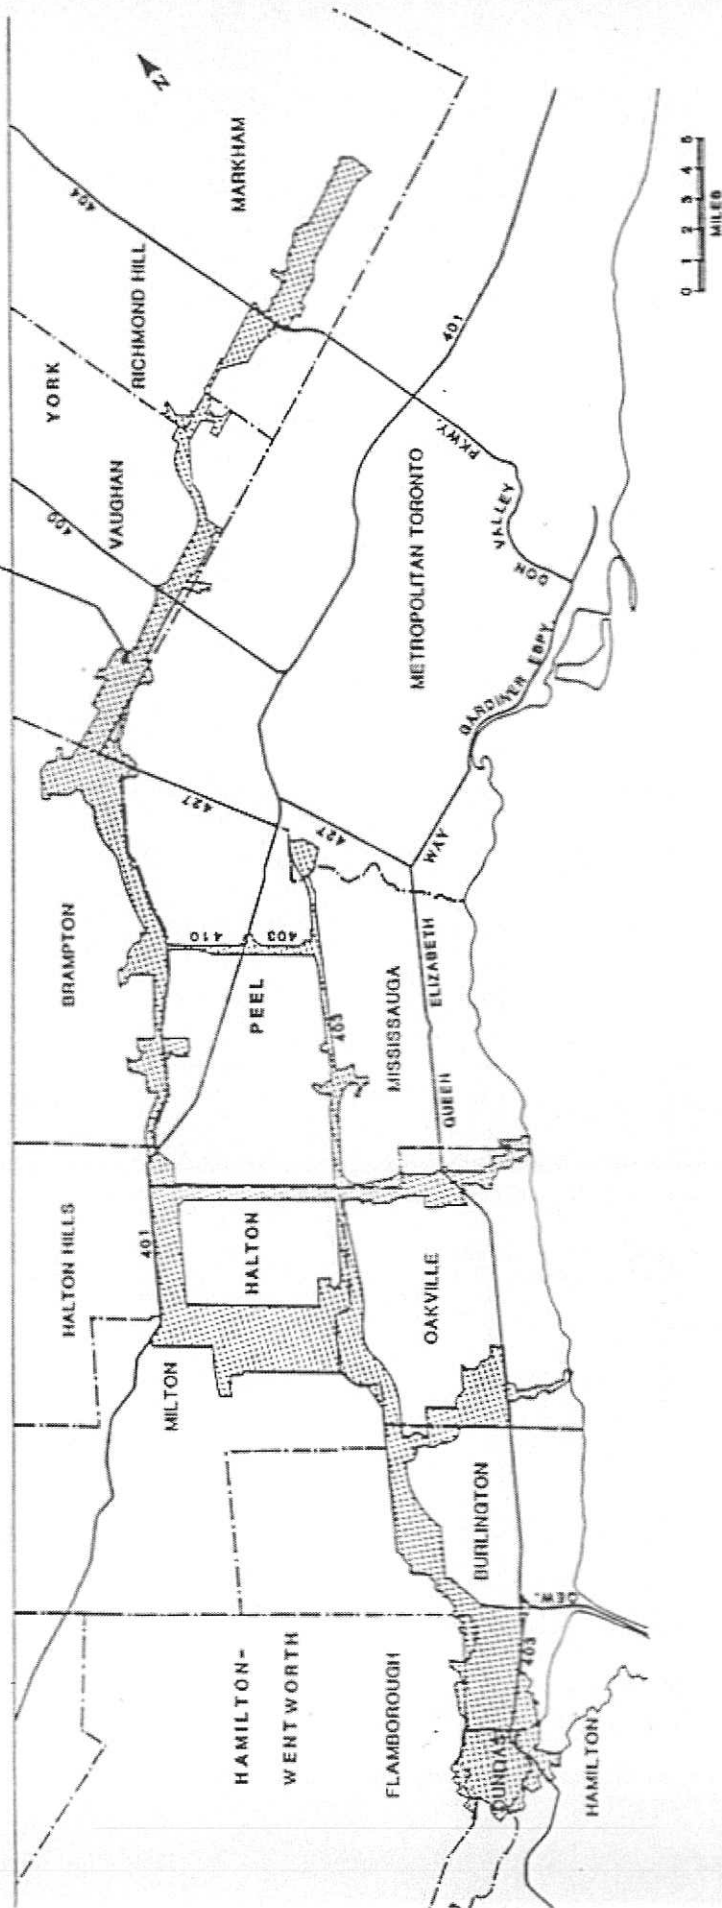 N
MARKHAM
404
RICHMOND HILL
YORK
VAUGHAN
400
401
0 1 2 3 4 5
MILES
DON VALLEY PKWY.
METROPOLITAN TORONTO
GARDINER EBPY.
427
427
BRAMPTON
410
403
PEEL
403
MISSISSAUGA
QUEEN ELIZABETH WAY
HALTON HILLS
401
HALTON
OAKVILLE
MILTON
BURLINGTON
QEW.
403
HAMILTON-
WENTWORTH
FLAMBOROUGH
DUNDAS
HAMILTON